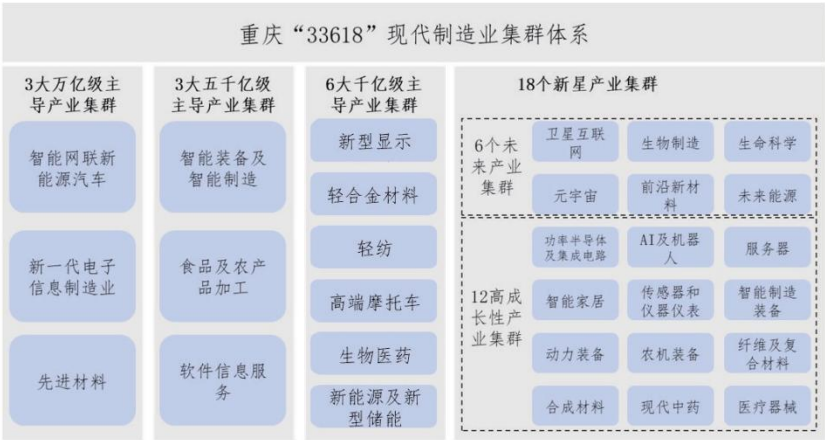 重庆“33618”现代制造业集群体系
3大万亿级主
导产业集群
智能网联新
能源汽车
新一代电子
信息制造业
先进材料
3大五千亿级
主导产业集群
智能装备及
智能制造
食品及农产
品加工
软件信息服
务
6大千亿级主
导产业集群
新型显示
轻合金材料
轻纺
高端摩托车
生物医药
新能源及新
型储能
18个新星产业集群
6个未
来产业
集群
卫星互联
网
生物制造
生命科学
元宇宙
前沿新材
料
未来能源
12高成
长性产
业集群
功率半导体
及集成电路
AI及机器
人
服务器
智能家居
传感器和
仪器仪表
智能制造
装备
动力装备
农机装备
纤维及复
合材料
合成材料
现代中药
医疗器械